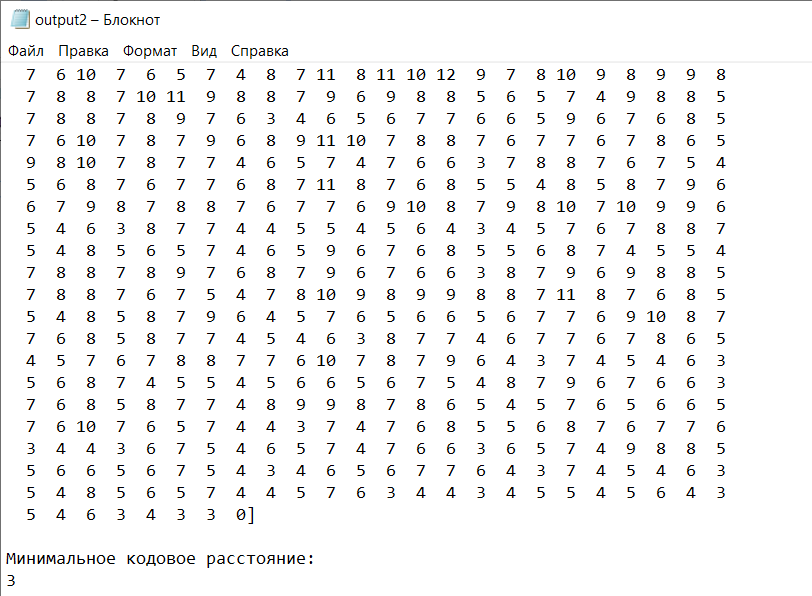 output2 – Блокнот
Файл Правка Формат Вид Справка
7 6 10 7 6 5 7 4 8 7 11 8 11 10 12 9 7 8 10 9 8 9 9 8
7 8 8 7 10 11 9 8 8 7 9 6 9 8 8 5 6 5 7 4 9 8 8 5
7 8 8 7 8 9 7 6 3 4 6 5 6 7 7 6 6 5 9 6 7 6 8 5
7 6 10 7 8 7 9 6 8 9 11 10 7 8 8 7 6 7 7 6 7 8 6 5
9 8 10 7 8 7 7 4 6 5 7 4 7 6 6 3 7 8 8 7 6 7 5 4
5 6 8 7 6 7 7 6 8 7 11 8 7 6 8 5 5 4 8 5 8 7 9 6
6 7 9 8 7 8 8 7 6 7 7 6 9 10 8 7 9 8 10 7 10 9 9 6
5 4 6 3 8 7 7 4 4 5 5 4 5 6 4 3 4 5 7 6 7 8 8 7
5 4 8 5 6 5 7 4 6 5 9 6 7 6 8 5 5 6 8 7 4 5 5 4
7 8 8 7 8 9 7 6 8 7 9 6 7 6 6 3 8 7 9 6 9 8 8 5
7 8 8 7 6 7 5 4 7 8 10 9 8 9 9 8 8 7 11 8 7 6 8 5
5 4 8 5 8 7 9 6 4 5 7 6 5 6 6 5 6 7 7 6 9 10 8 7
7 6 8 5 8 7 7 4 5 4 6 3 8 7 7 4 6 7 7 6 7 8 6 5
4 5 7 6 7 8 8 7 7 6 10 7 8 7 9 6 4 3 7 4 5 4 6 3
5 6 8 7 4 5 5 4 5 6 6 5 6 7 5 4 8 7 9 6 7 6 6 3
7 6 8 5 8 7 7 4 8 9 9 8 7 8 6 5 4 5 7 6 5 6 6 5
7 6 10 7 6 5 7 4 4 3 7 4 7 6 8 5 5 6 8 7 6 7 7 6
3 4 4 3 6 7 5 4 6 5 7 4 7 6 6 3 6 5 7 4 9 8 8 5
5 6 6 5 6 7 5 4 3 4 6 5 6 7 7 6 4 3 7 4 5 4 6 3
5 4 8 5 6 5 7 4 4 5 7 6 3 4 4 3 4 5 5 4 5 6 4 3
5 4 6 3 4 3 3 0]
Минимальное кодовое расстояние:
3